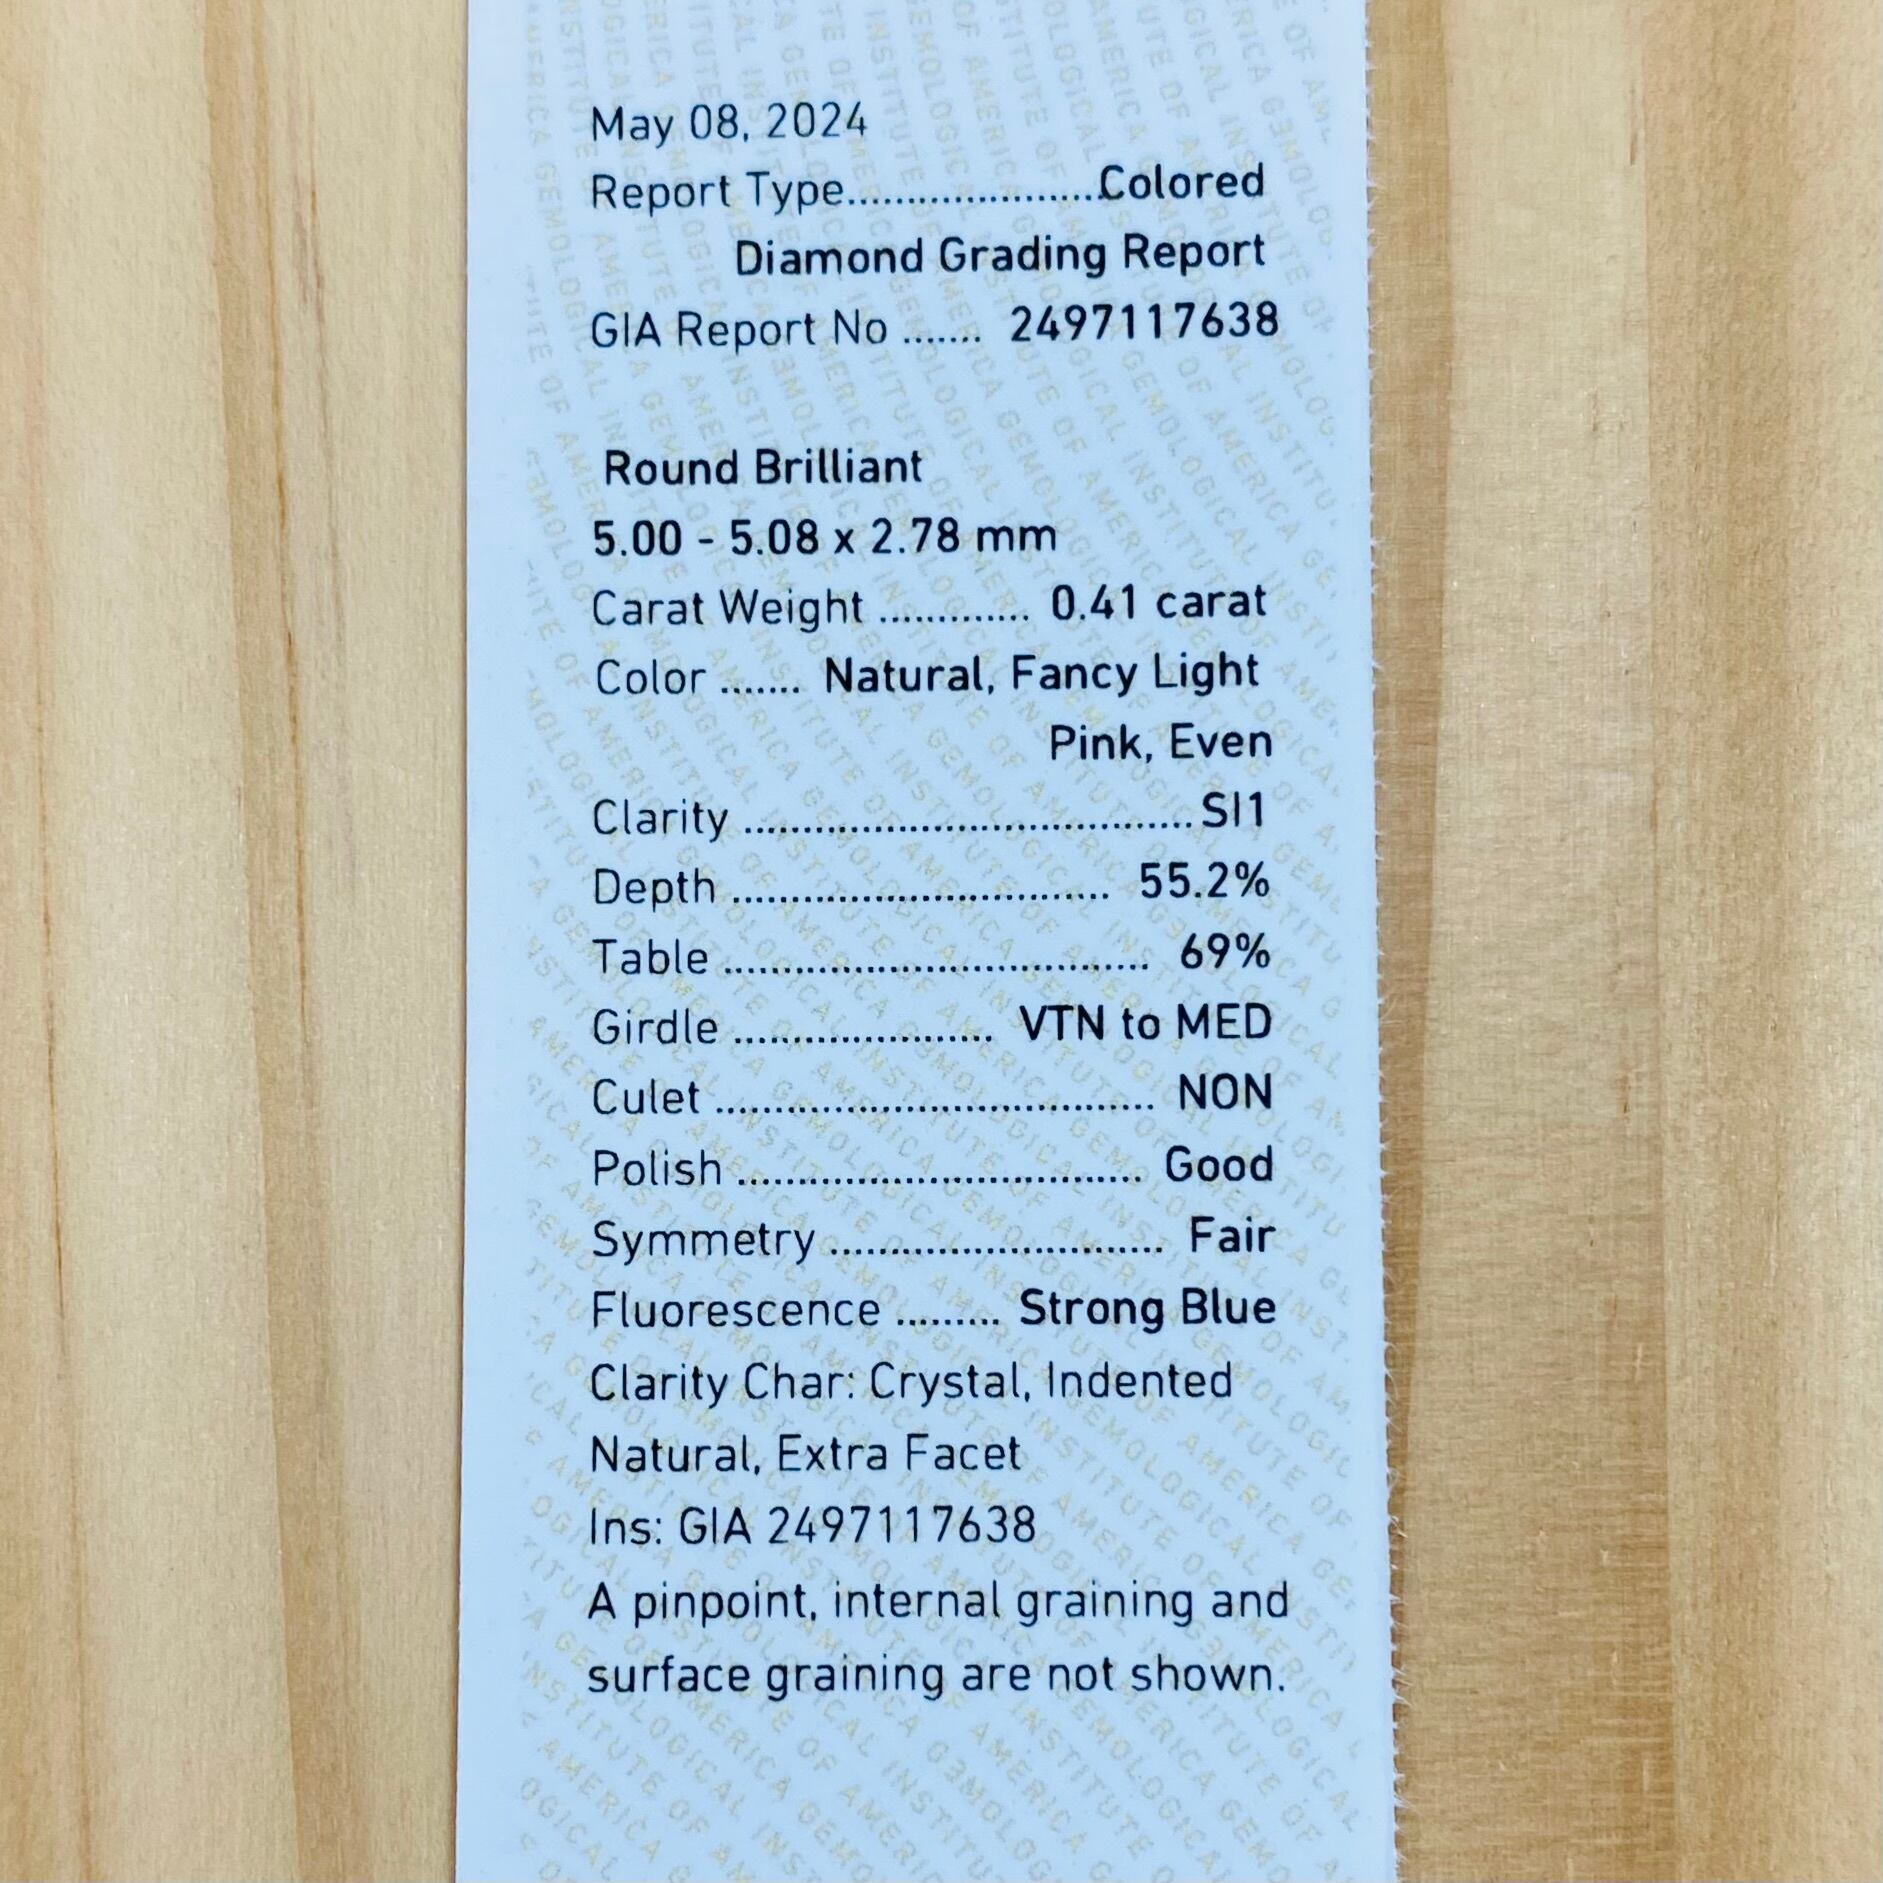 May 08, 2024
Report Type.....................Colored
Diamond Grading Report
GIA Report No ....... 2497117638
Round Brilliant
5.00 - 5.08 x 2.78 mm
Carat Weight ............. 0.41 carat
Color ....... Natural, Fancy Light
Pink, Even
Clarity ...................................... SI1
Depth ................................ 55.2%
Table .................................... 69%
Girdle ...................... VTN to MED
Culet ..................................... NON
Polish .................................. Good
Symmetry ............................ Fair
Fluorescence ......... Strong Blue
Clarity Char: Crystal, Indented
Natural, Extra Facet
Ins: GIA 2497117638
A pinpoint, internal graining and
surface graining are not shown.